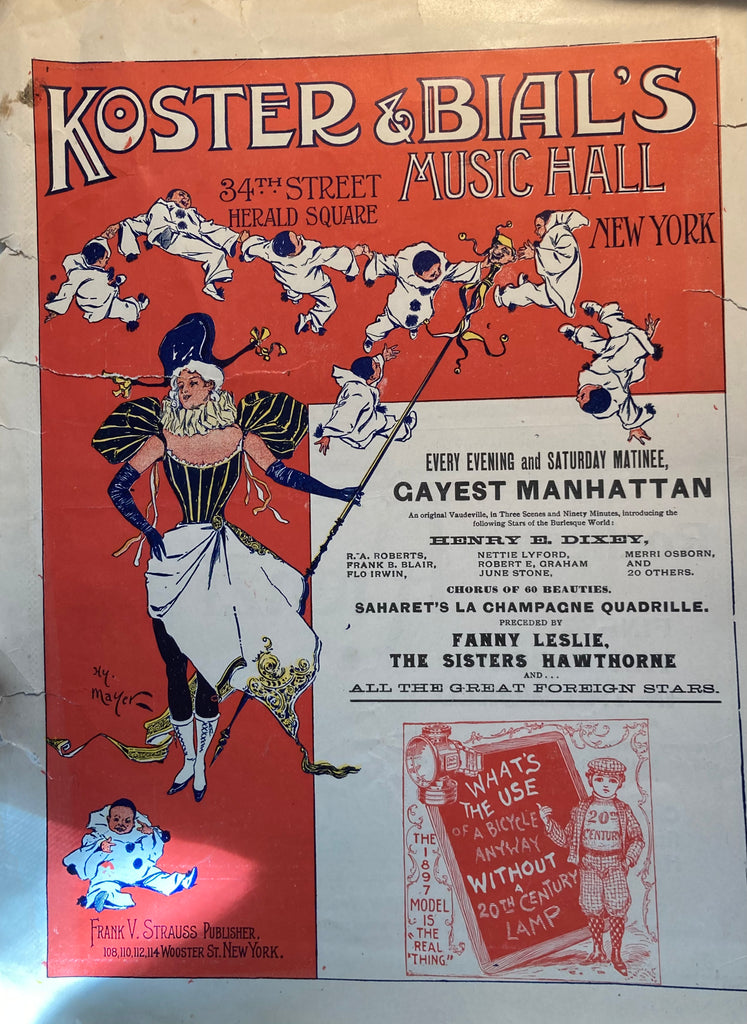 KOSTER & BIAL'S
MUSIC HALL
34TH STREET
HERALD SQUARE
NEW YORK
EVERY EVENING and SATURDAY MATINEE,
GAYEST MANHATTAN
An original Vaudeville, in Three Scenes and Ninety Minutes, introducing the
following Stars of the Burlesque World:
HENRY E. DIXEY,
R. A. ROBERTS, NETTIE LYFORD, MERRI OSBORN,
FRANK B. BLAIR, ROBERT E, GRAHAM AND
FLO IRWIN, JUNE STONE, 20 OTHERS.
CHORUS OF 60 BEAUTIES.
SAHARET'S LA CHAMPAGNE QUADRILLE.
PRECEDED BY
FANNY LESLIE,
THE SISTERS HAWTHORNE
AND...
ALL THE GREAT FOREIGN STARS.
Hy.
Mayer
WHAT'S
THE USE
OF A BICYCLE
ANYWAY
WITHOUT
A
20TH CENTURY
LAMP
20TH
CENTURY
THE
1897
MODEL
IS
"THE
REAL
THING"
FRANK V. STRAUSS PUBLISHER,
108,110,112,114 WOOSTER ST. NEW YORK.